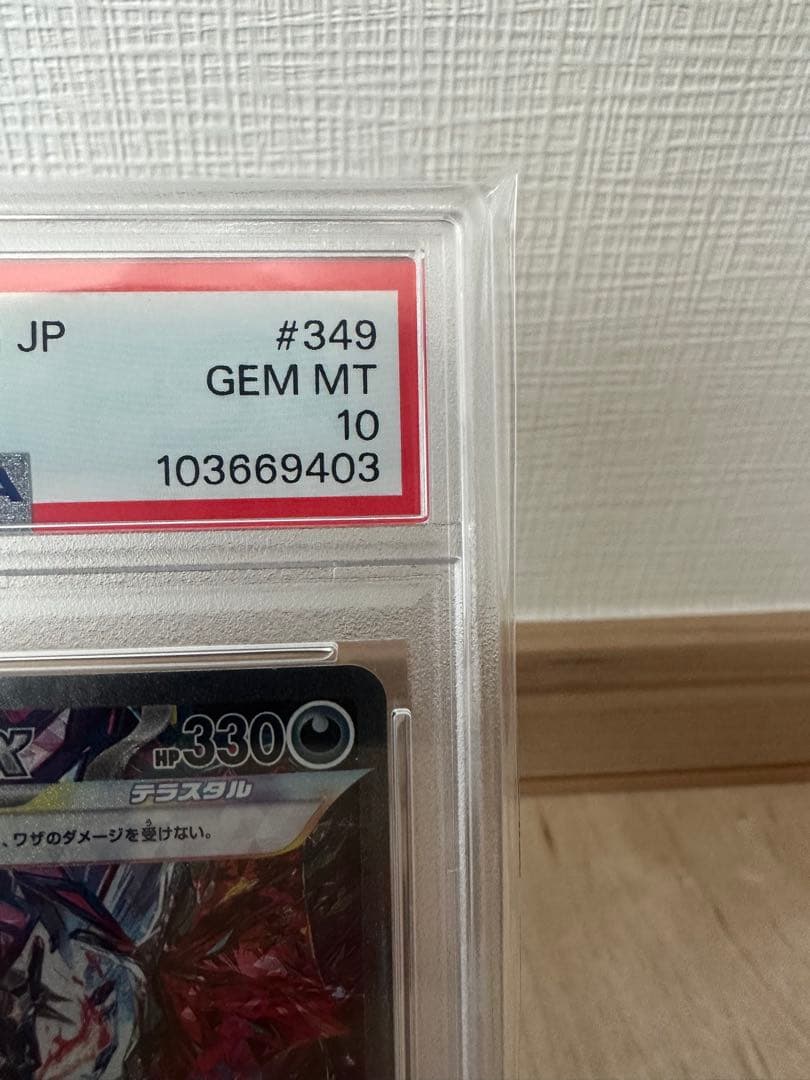 JP #349
GEM MT
10
103669403
A
HP330
テラスタル
、ワザのダメージを受けない。
う